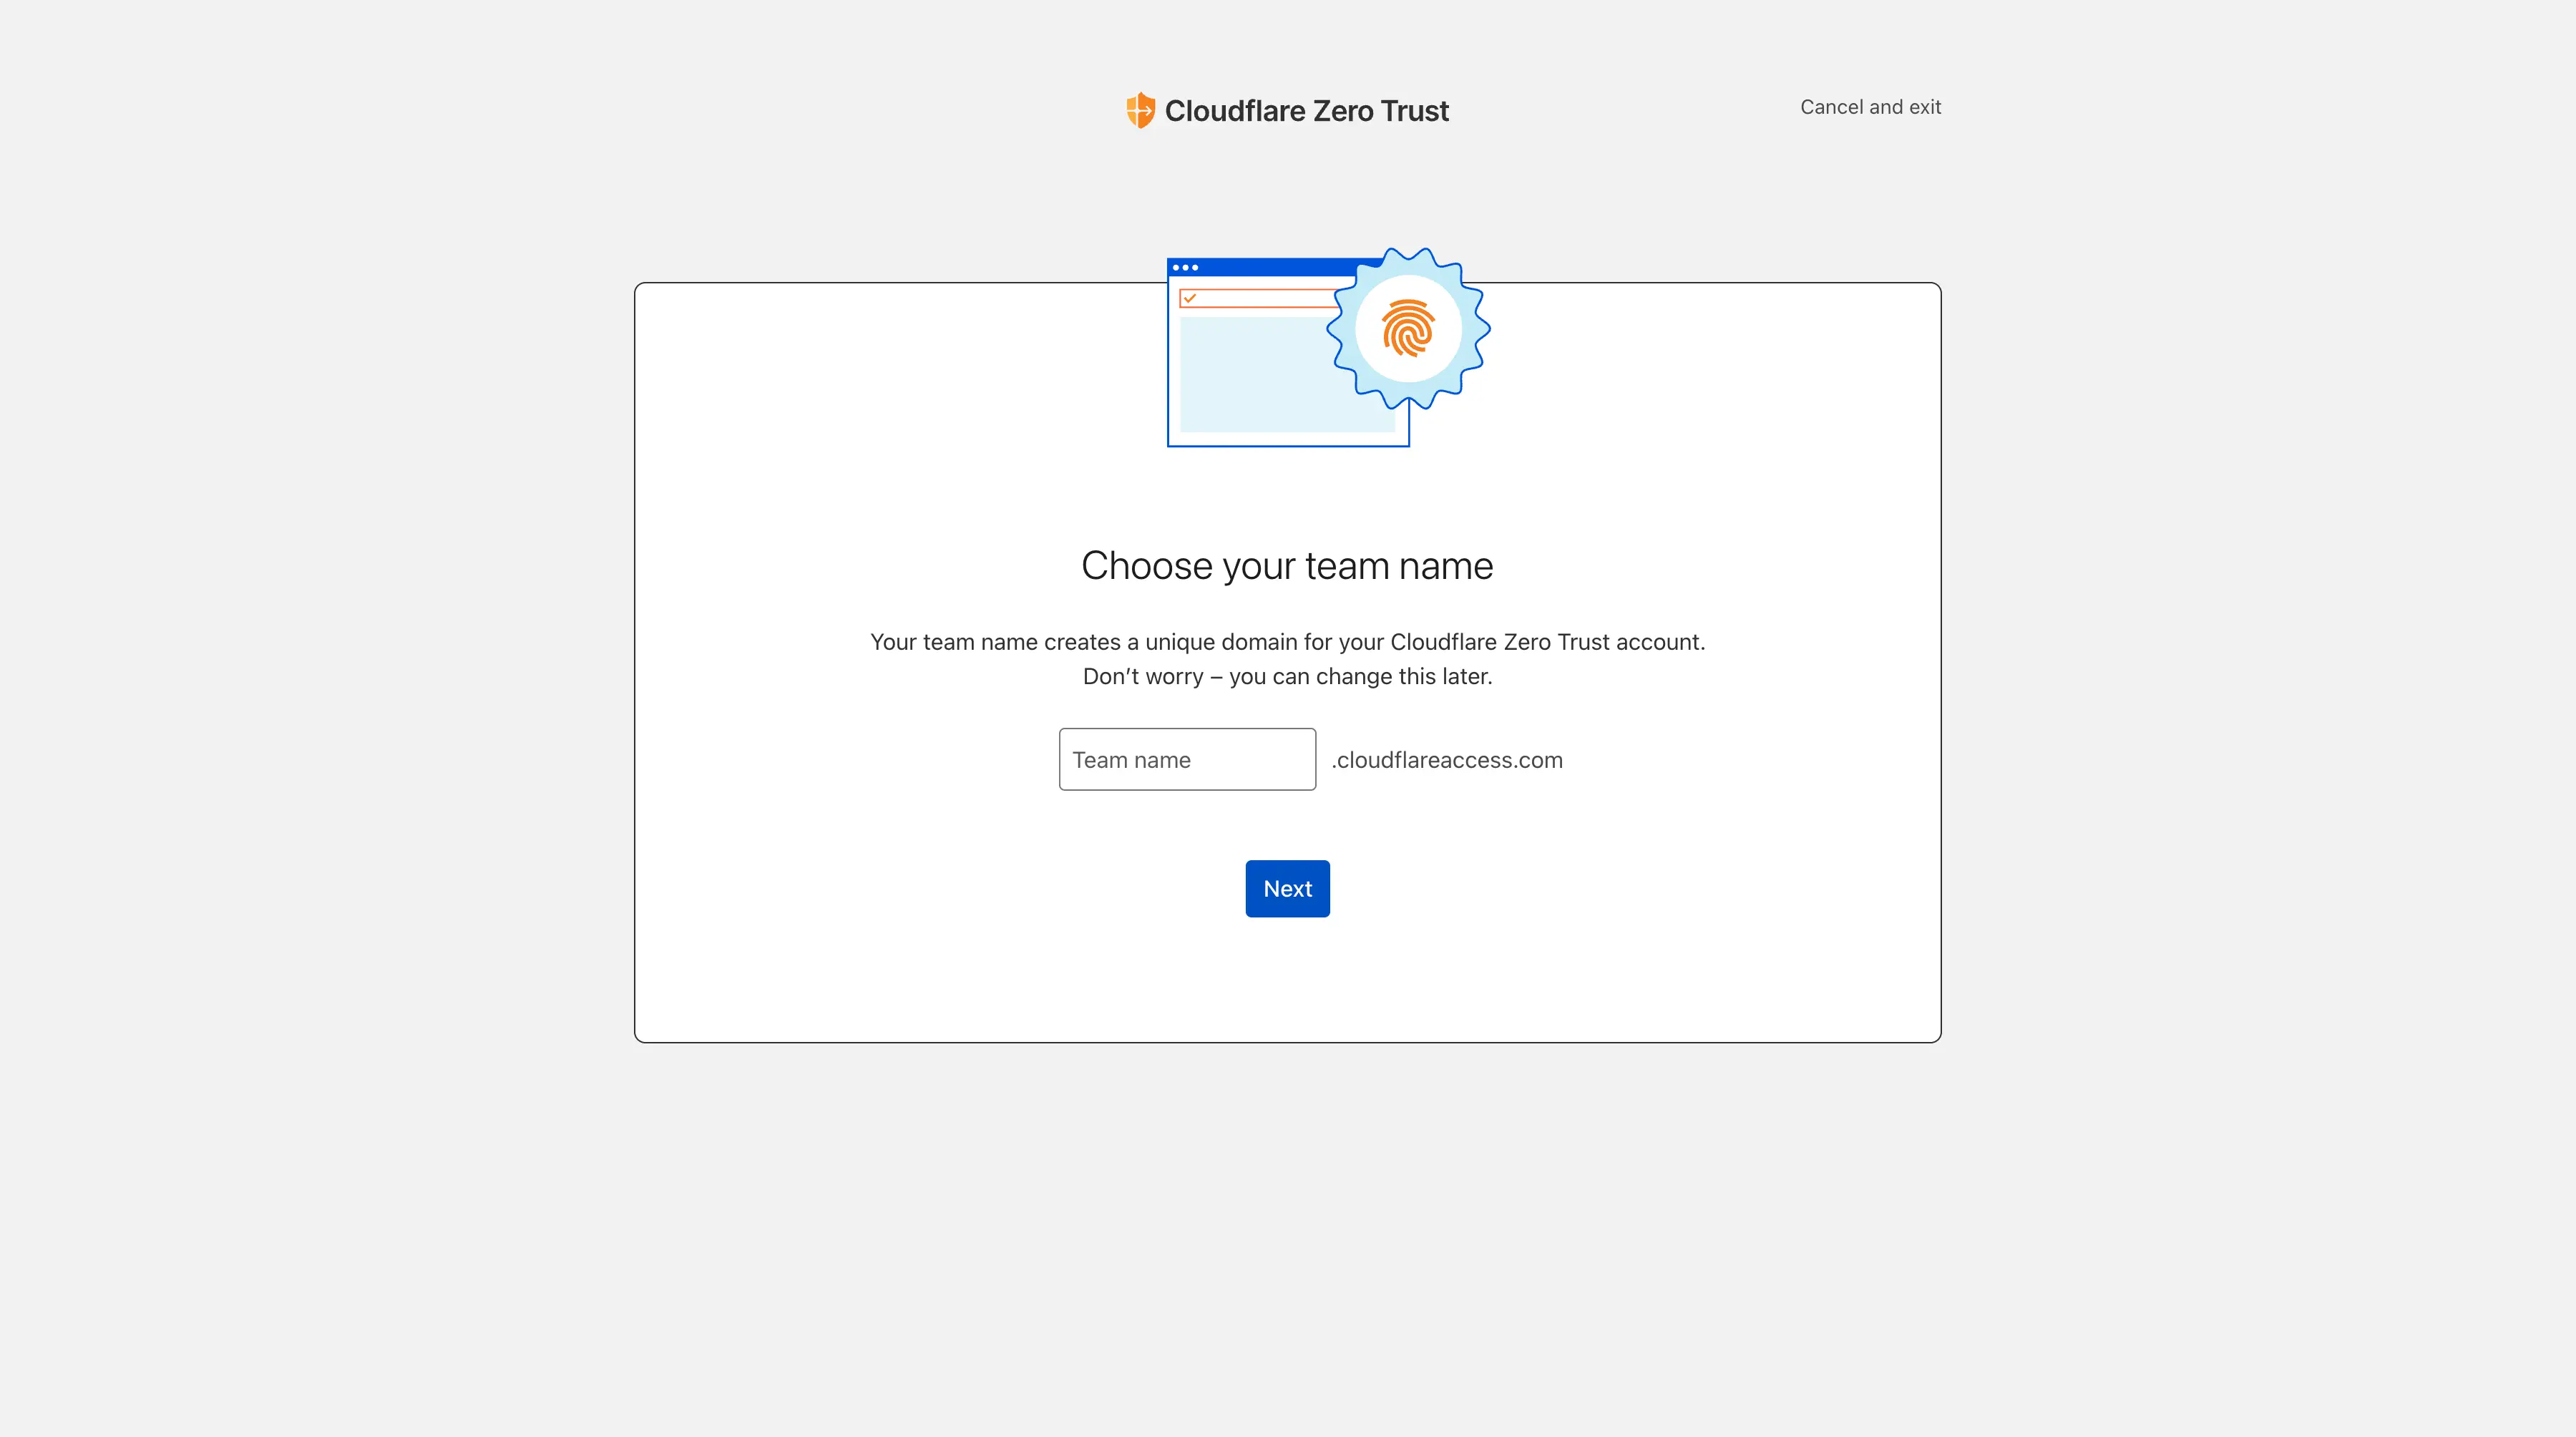 Cloudflare Zero Trust
Cancel and exit
Choose your team name
Your team name creates a unique domain for your Cloudflare Zero Trust account.
Don’t worry – you can change this later.
Team name .cloudflareaccess.com
Next